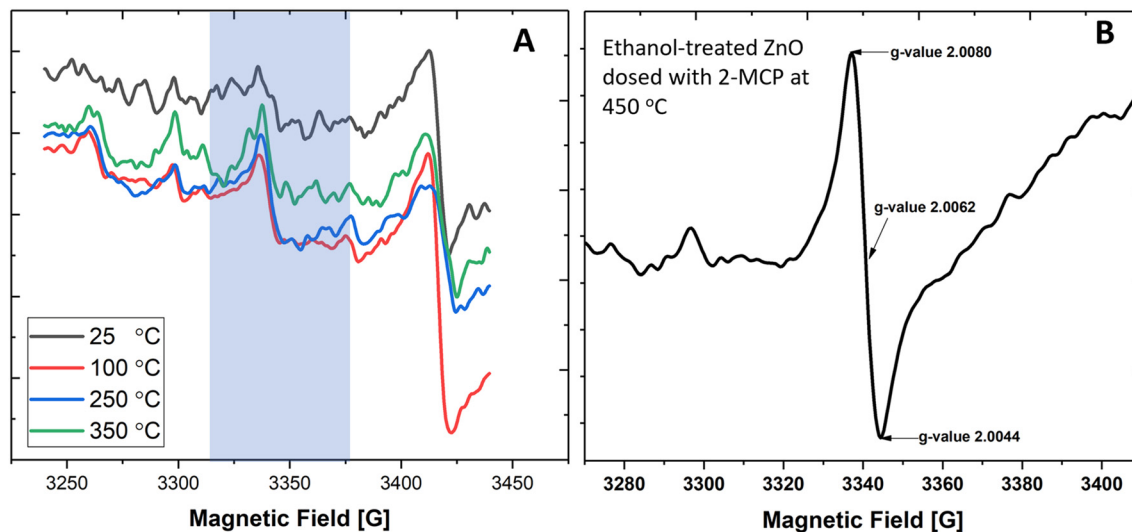 A
25 °C
100 °C
250 °C
350 °C
3250
3300
3350
3400
3450
Magnetic Field [G]
B
Ethanol-treated ZnO
dosed with 2-MCP at
450 °C
g-value 2.0080
g-value 2.0062
g-value 2.0044
3280
3300
3320
3340
3360
3380
3400
Magnetic Field [G]